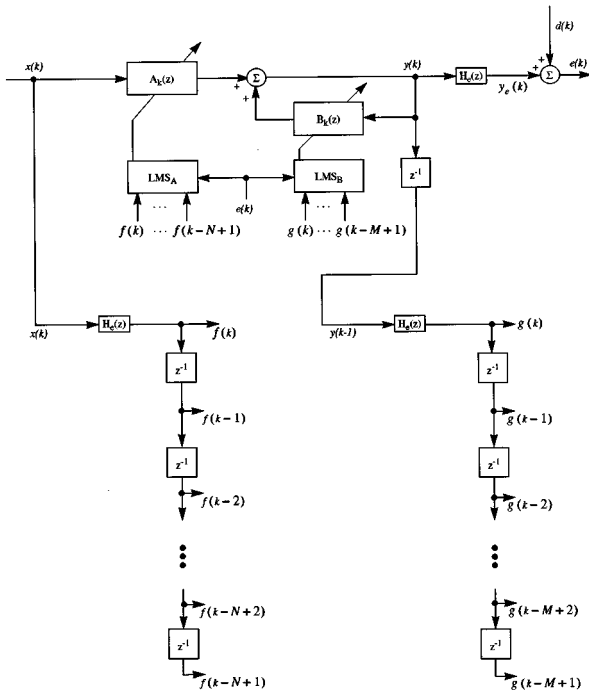 d(k)
x(k)
y(k)
e(k)
A_k(z)
Σ
H_e(z)
+ +
Σ
+
+
y_e(k)
B_k(z)
LMS_A
LMS_B
z⁻¹
...
e(k)
...
f(k) ... f(k-N+1)
g(k) ... g(k-M+1)
x(k)
H_e(z)
f(k)
y(k-1)
H_e(z)
g(k)
z⁻¹
z⁻¹
f(k-1)
g(k-1)
z⁻¹
z⁻¹
f(k-2)
g(k-2)
f(k-N+2)
g(k-M+2)
z⁻¹
z⁻¹
f(k-N+1)
g(k-M+1)